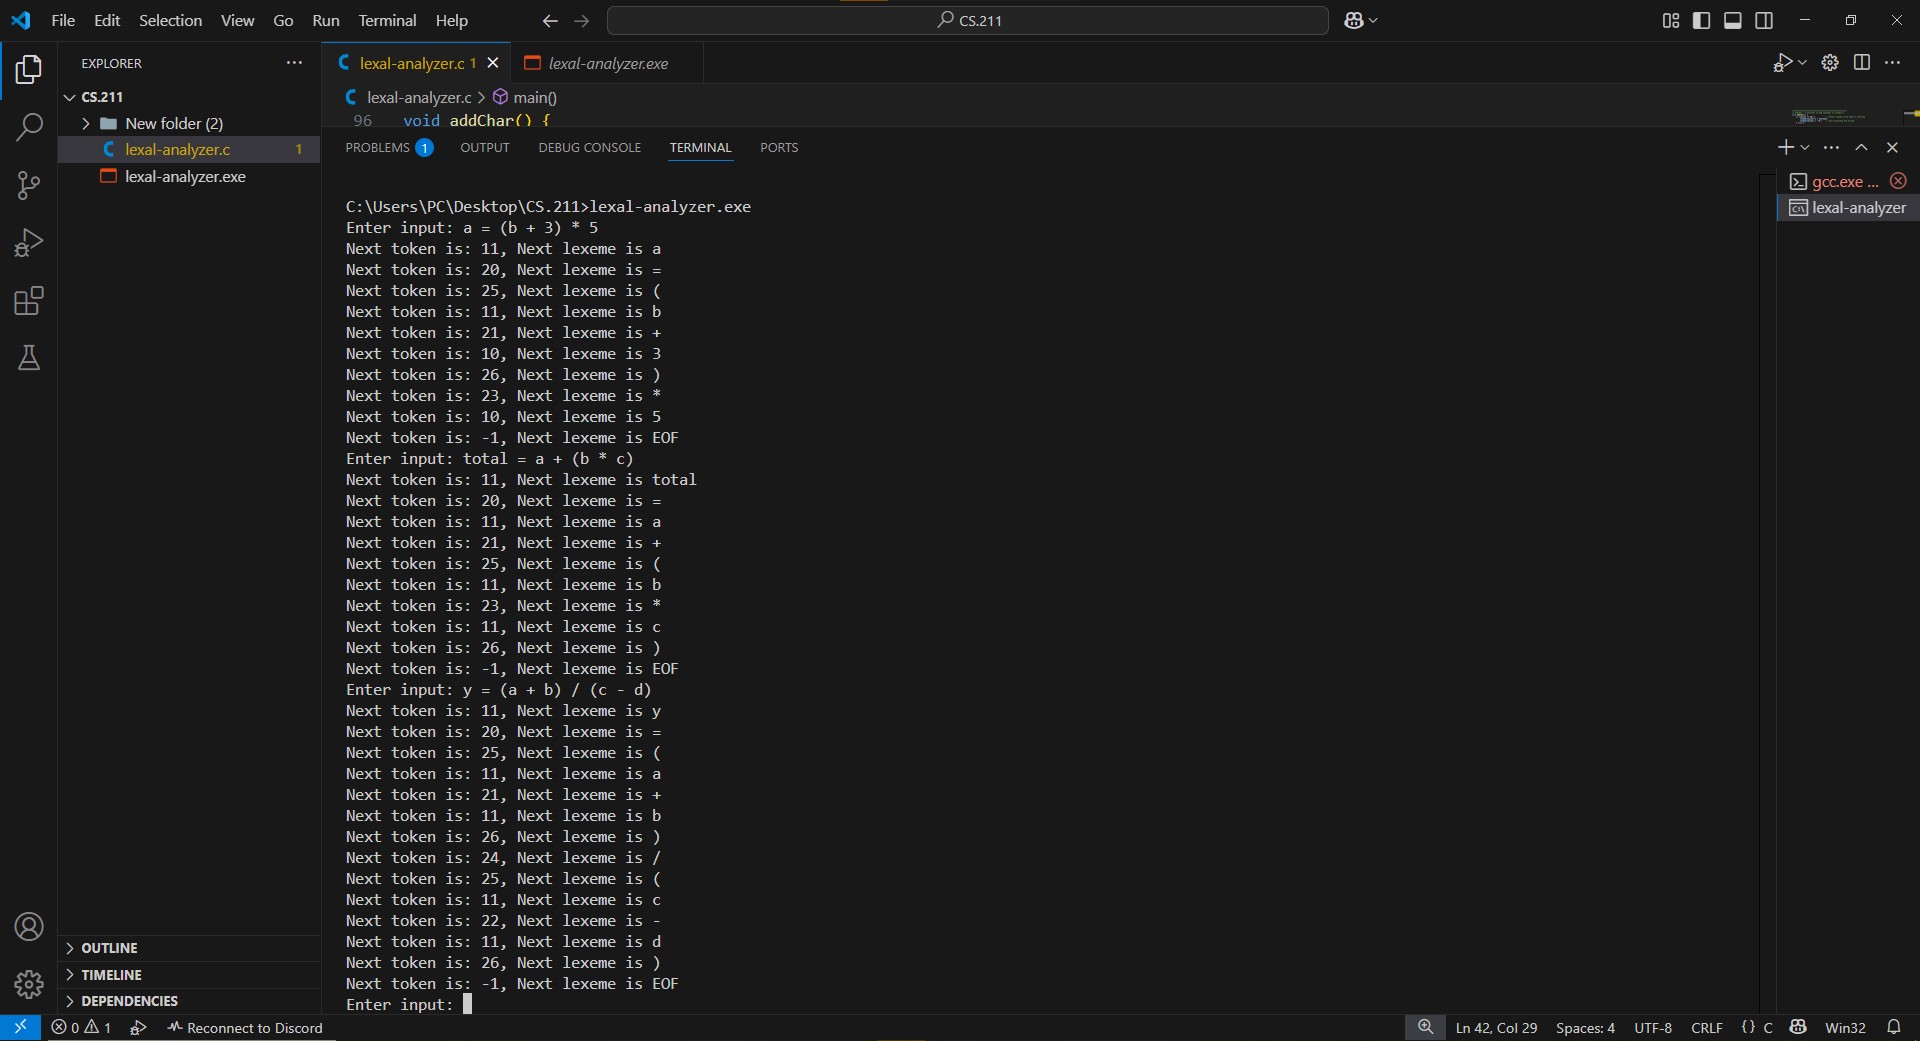 File Edit Selection View Go Run Terminal Help
CS.211
EXPLORER
CS.211
New folder (2)
lexal-analyzer.c 1
lexal-analyzer.exe
OUTLINE
TIMELINE
DEPENDENCIES
lexal-analyzer.c 1
lexal-analyzer.exe
lexal-analyzer.c > main()
96 void addChar() {
PROBLEMS 1 OUTPUT DEBUG CONSOLE TERMINAL PORTS
gcc.exe ...
lexal-analyzer
C:\Users\PC\Desktop\CS.211>lexal-analyzer.exe
Enter input: a = (b + 3) * 5
Next token is: 11, Next lexeme is a
Next token is: 20, Next lexeme is =
Next token is: 25, Next lexeme is (
Next token is: 11, Next lexeme is b
Next token is: 21, Next lexeme is +
Next token is: 10, Next lexeme is 3
Next token is: 26, Next lexeme is )
Next token is: 23, Next lexeme is *
Next token is: 10, Next lexeme is 5
Next token is: -1, Next lexeme is EOF
Enter input: total = a + (b * c)
Next token is: 11, Next lexeme is total
Next token is: 20, Next lexeme is =
Next token is: 11, Next lexeme is a
Next token is: 21, Next lexeme is +
Next token is: 25, Next lexeme is (
Next token is: 11, Next lexeme is b
Next token is: 23, Next lexeme is *
Next token is: 11, Next lexeme is c
Next token is: 26, Next lexeme is )
Next token is: -1, Next lexeme is EOF
Enter input: y = (a + b) / (c - d)
Next token is: 11, Next lexeme is y
Next token is: 20, Next lexeme is =
Next token is: 25, Next lexeme is (
Next token is: 11, Next lexeme is a
Next token is: 21, Next lexeme is +
Next token is: 11, Next lexeme is b
Next token is: 26, Next lexeme is )
Next token is: 24, Next lexeme is /
Next token is: 25, Next lexeme is (
Next token is: 11, Next lexeme is c
Next token is: 22, Next lexeme is -
Next token is: 11, Next lexeme is d
Next token is: 26, Next lexeme is )
Next token is: -1, Next lexeme is EOF
Enter input:
0 1 Reconnect to Discord
Ln 42, Col 29 Spaces: 4 UTF-8 CRLF {} C Win32